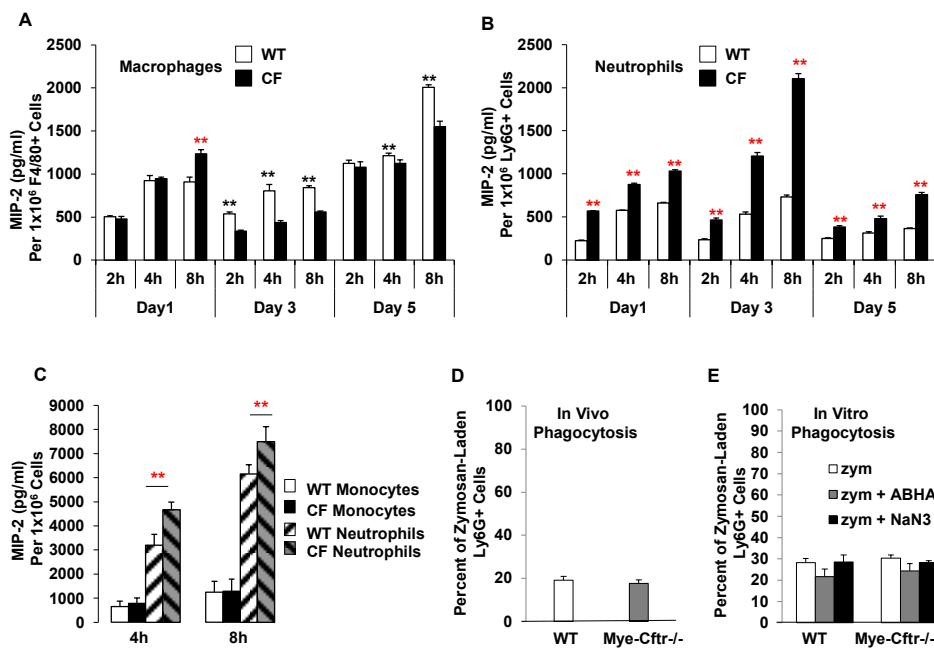 A
MIP-2 (pg/ml)
Per 1x10⁶ F4/80+ Cells
2500
2000
1500
1000
500
0
Macrophages
WT
CF
**
**
**
**
**
**
2h 4h 8h 2h 4h 8h 2h 4h 8h
Day1 Day 3 Day 5
B
MIP-2 (pg/ml)
Per 1x10⁶ Ly6G+ Cells
2500
2000
1500
1000
500
0
Neutrophils
WT
CF
**
**
**
**
**
**
**
**
**
2h 4h 8h 2h 4h 8h 2h 4h 8h
Day1 Day 3 Day 5
C
MIP-2 (pg/ml)
Per 1x10⁶ Cells
9000
8000
7000
6000
5000
4000
3000
2000
1000
0
**
**
WT Monocytes
CF Monocytes
WT Neutrophils
CF Neutrophils
4h 8h
D
Percent of Zymosan-Laden
Ly6G+ Cells
100
80
60
40
20
0
In Vivo
Phagocytosis
WT Mye-Cftr-/-
E
Percent of Zymosan-Laden
Ly6G+ Cells
100
90
80
70
60
50
40
30
20
10
0
In Vitro
Phagocytosis
zym
zym + ABHA
zym + NaN3
WT Mye-Cftr-/-